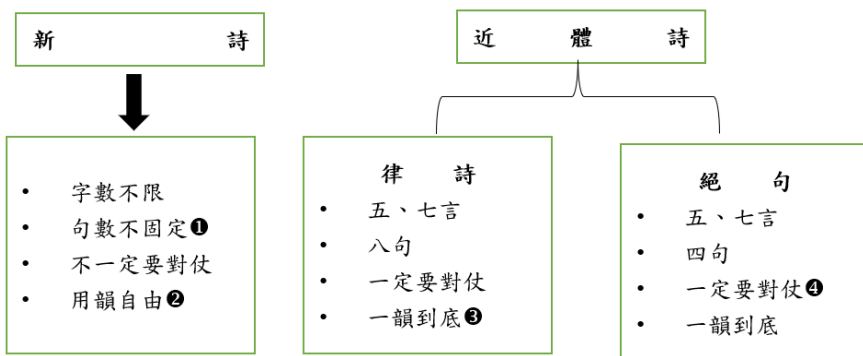 新詩
• 字數不限
• 句數不固定❶
• 不一定要對仗
• 用韻自由❷
近體詩
律詩
• 五、七言
• 八句
• 一定要對仗
• 一韻到底❸
絕句
• 五、七言
• 四句
• 一定要對仗❹
• 一韻到底